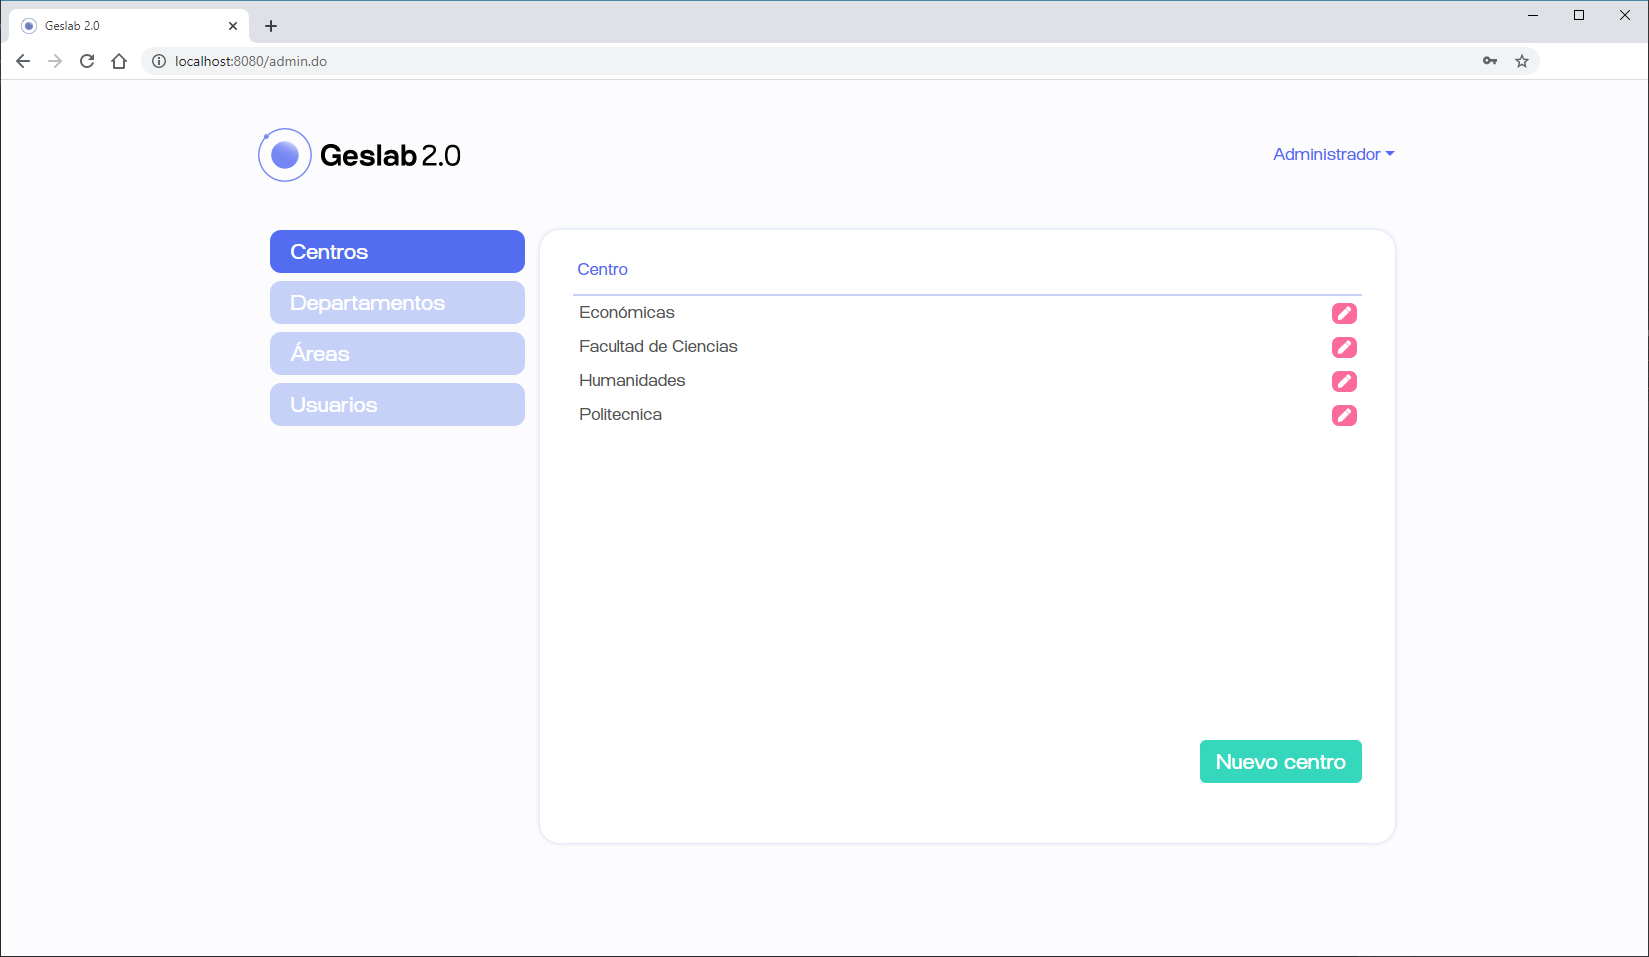 Geslab 2.0
localhost:8080/admin.do
Geslab 2.0
Administrador
Centros
Departamentos
Áreas
Usuarios
Centro
Económicas
Facultad de Ciencias
Humanidades
Politecnica
Nuevo centro